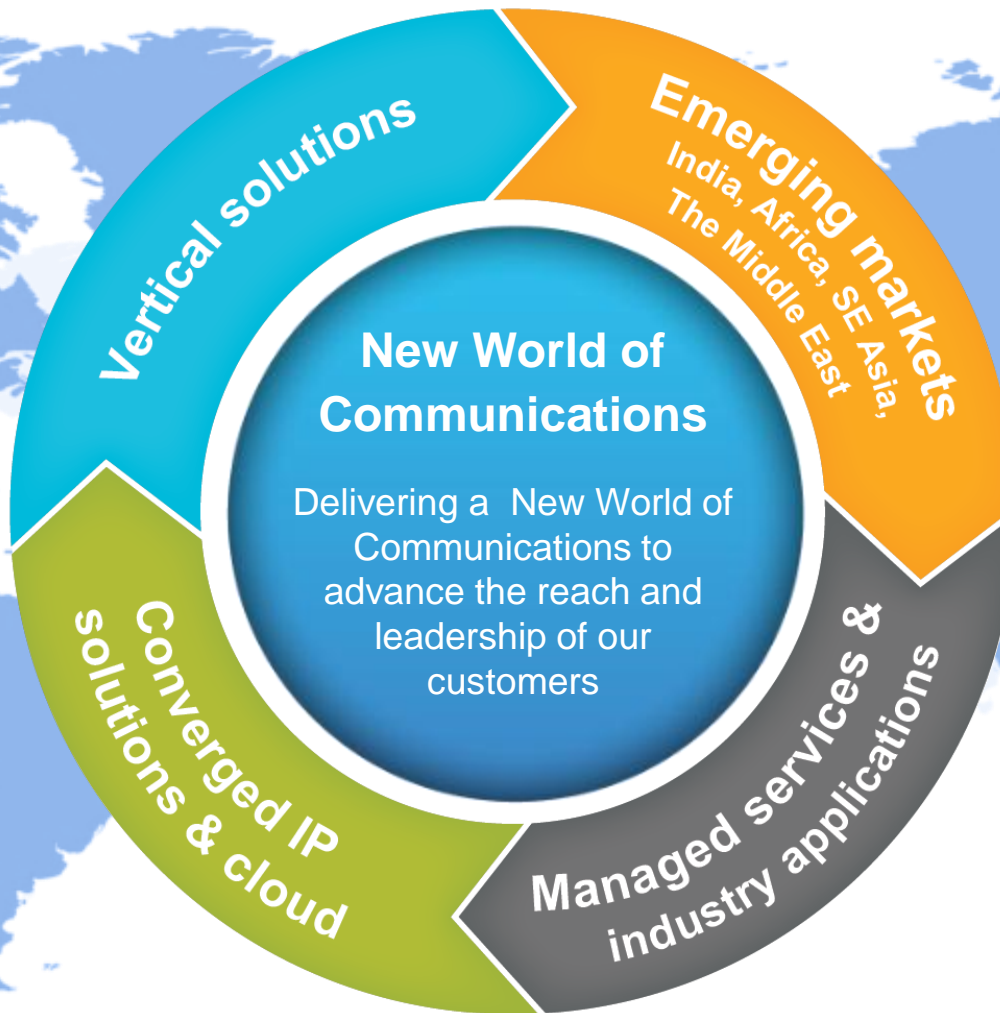 Vertical solutions
Emerging markets
India, Africa, SE Asia,
The Middle East
New World of
Communications
Delivering a  New World of
Communications to
advance the reach and
leadership of our
customers
Managed services &
industry applications
Converged IP
solutions & cloud